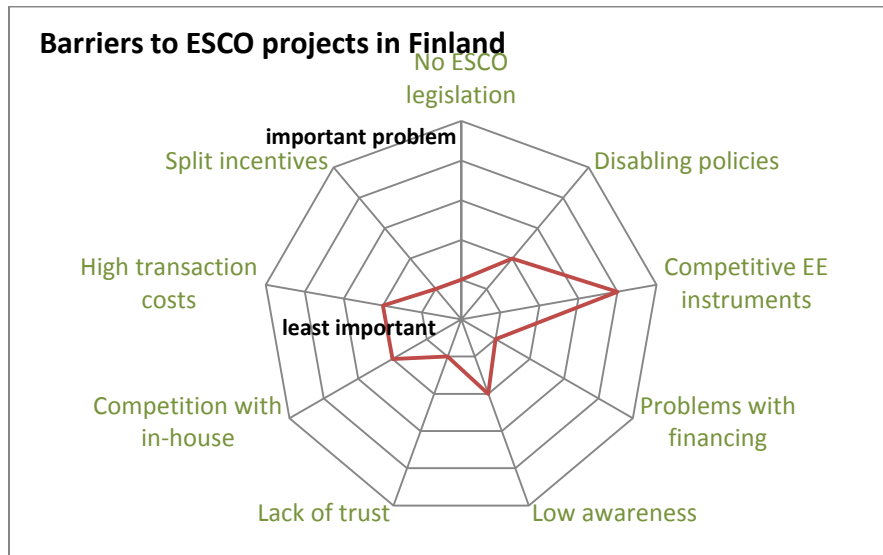 Barriers to ESCO projects in Finland
No ESCO
legislation
important problem
Split incentives
Disabling policies
High transaction
costs
Competitive EE
instruments
least important
Competition with
in-house
Problems with
financing
Lack of trust
Low awareness